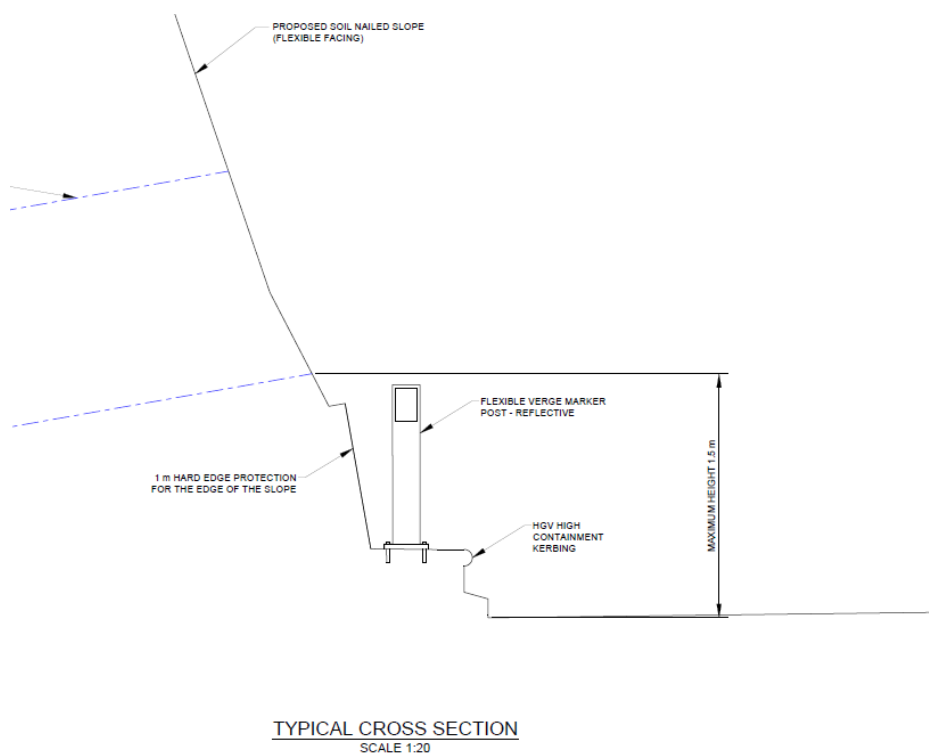 PROPOSED SOIL NAILED SLOPE
(FLEXIBLE FACING)
FLEXIBLE VERGE MARKER
POST - REFLECTIVE
1 m HARD EDGE PROTECTION
FOR THE EDGE OF THE SLOPE
MAXIMUM HEIGHT 1.5 m
HGV HIGH
CONTAINMENT
KERBING
TYPICAL CROSS SECTION
SCALE 1:20